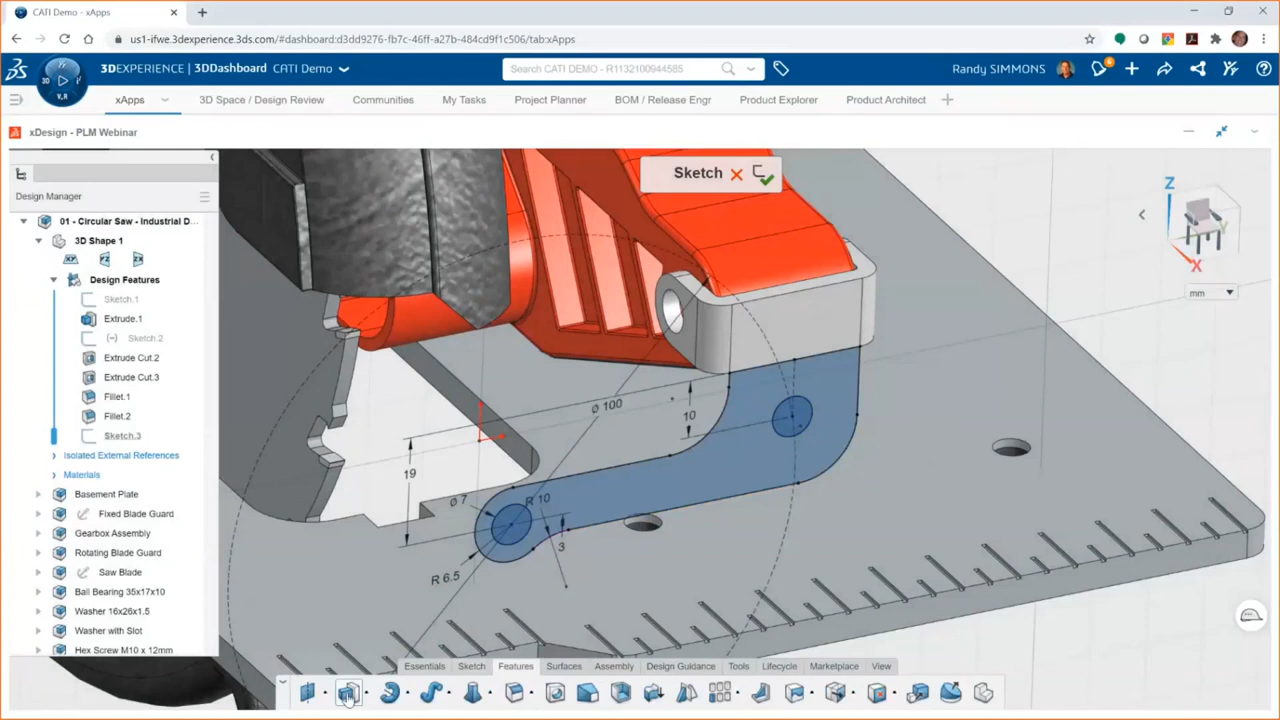 CATI Demo - xApps
us1-ifwe.3dexperience.3ds.com/#dashboard:d3dd9276-fb7c-46ff-a27b-484cd9f1c506/tab:xApps
3DEXPERIENCE | 3DDashboard CATI Demo
Search CATI DEMO - R1132100944585
Randy SIMMONS
6
3D
V.R
xApps
3D Space / Design Review
Communities
My Tasks
Project Planner
BOM / Release Engr
Product Explorer
Product Architect
xDesign - PLM Webinar
Sketch
Design Manager
01 - Circular Saw - Industrial D...
3D Shape 1
XY
YZ
ZX
Design Features
Sketch.1
Extrude.1
(-) Sketch.2
Extrude Cut.2
Extrude Cut.3
Fillet.1
Fillet.2
Sketch.3
Isolated External References
Materials
Basement Plate
Fixed Blade Guard
Gearbox Assembly
Rotating Blade Guard
Saw Blade
Ball Bearing 35x17x10
Washer 16x26x1.5
Washer with Slot
Hex Screw M10 x 12mm
Z
Y
X
mm
ø 100
10
19
ø 7
R 10
3
R 6.5
Essentials
Sketch
Features
Surfaces
Assembly
Design Guidance
Tools
Lifecycle
Marketplace
View